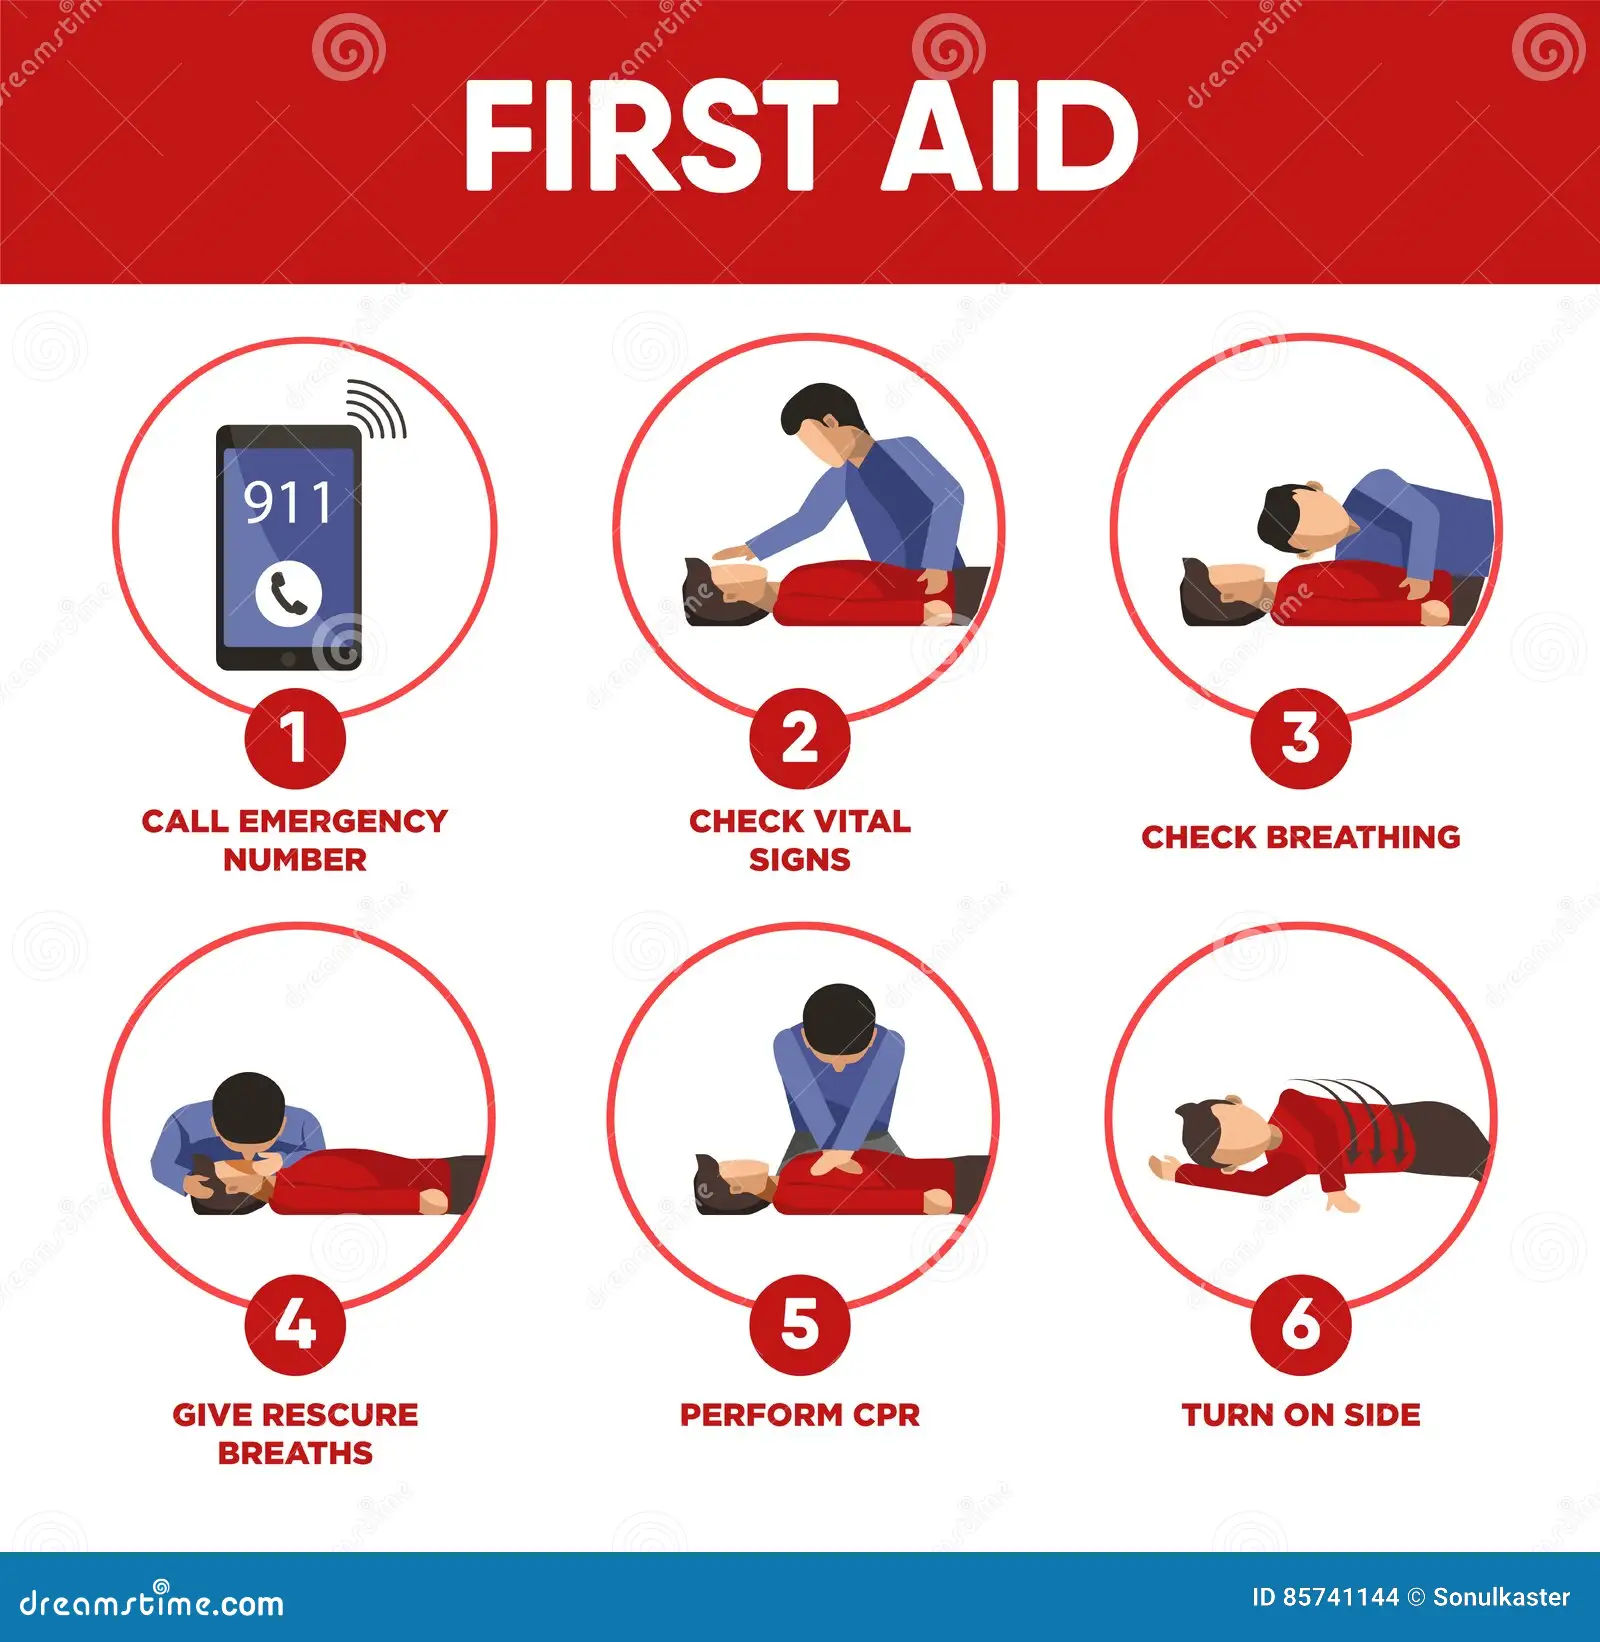 FIRST AID
911
1
CALL EMERGENCY
NUMBER
2
CHECK VITAL
SIGNS
3
CHECK BREATHING
4
GIVE RESCURE
BREATHS
5
PERFORM CPR
6
TURN ON SIDE
dreamstime.com
ID 85741144 © Sonulkaster